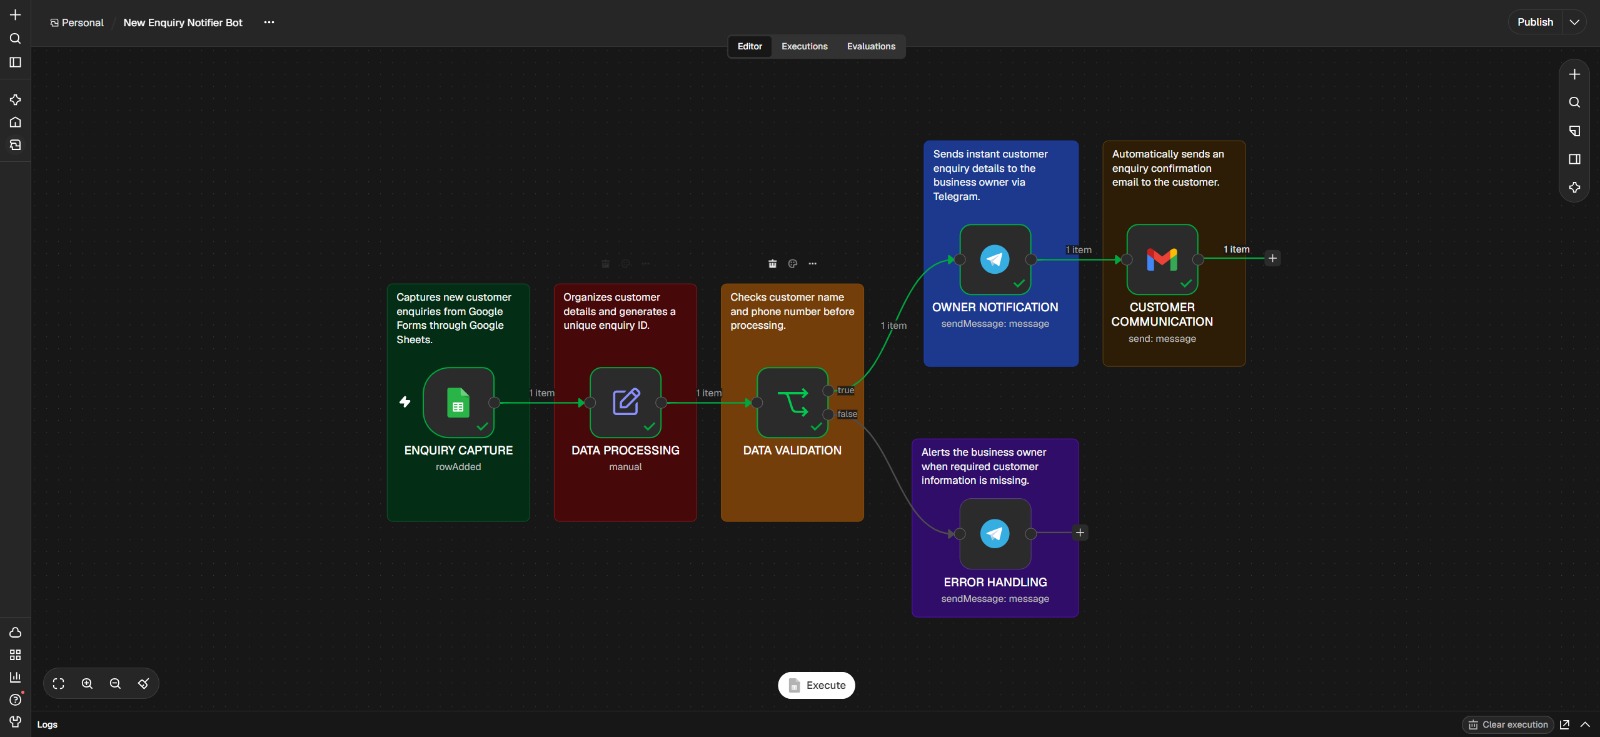 Personal / New Enquiry Notifier Bot
Publish
Editor Executions Evaluations
Sends instant customer
enquiry details to the
business owner via
Telegram.
1 item
OWNER NOTIFICATION
sendMessage: message
Automatically sends an
enquiry confirmation
email to the customer.
1 item
CUSTOMER
COMMUNICATION
send: message
Captures new customer
enquiries from Google
Forms through Google
Sheets.
1 item
ENQUIRY CAPTURE
rowAdded
Organizes customer
details and generates a
unique enquiry ID.
1 item
DATA PROCESSING
manual
Checks customer name
and phone number before
processing.
1 item
true
false
DATA VALIDATION
Alerts the business owner
when required customer
information is missing.
ERROR HANDLING
sendMessage: message
Execute
Logs
Clear execution